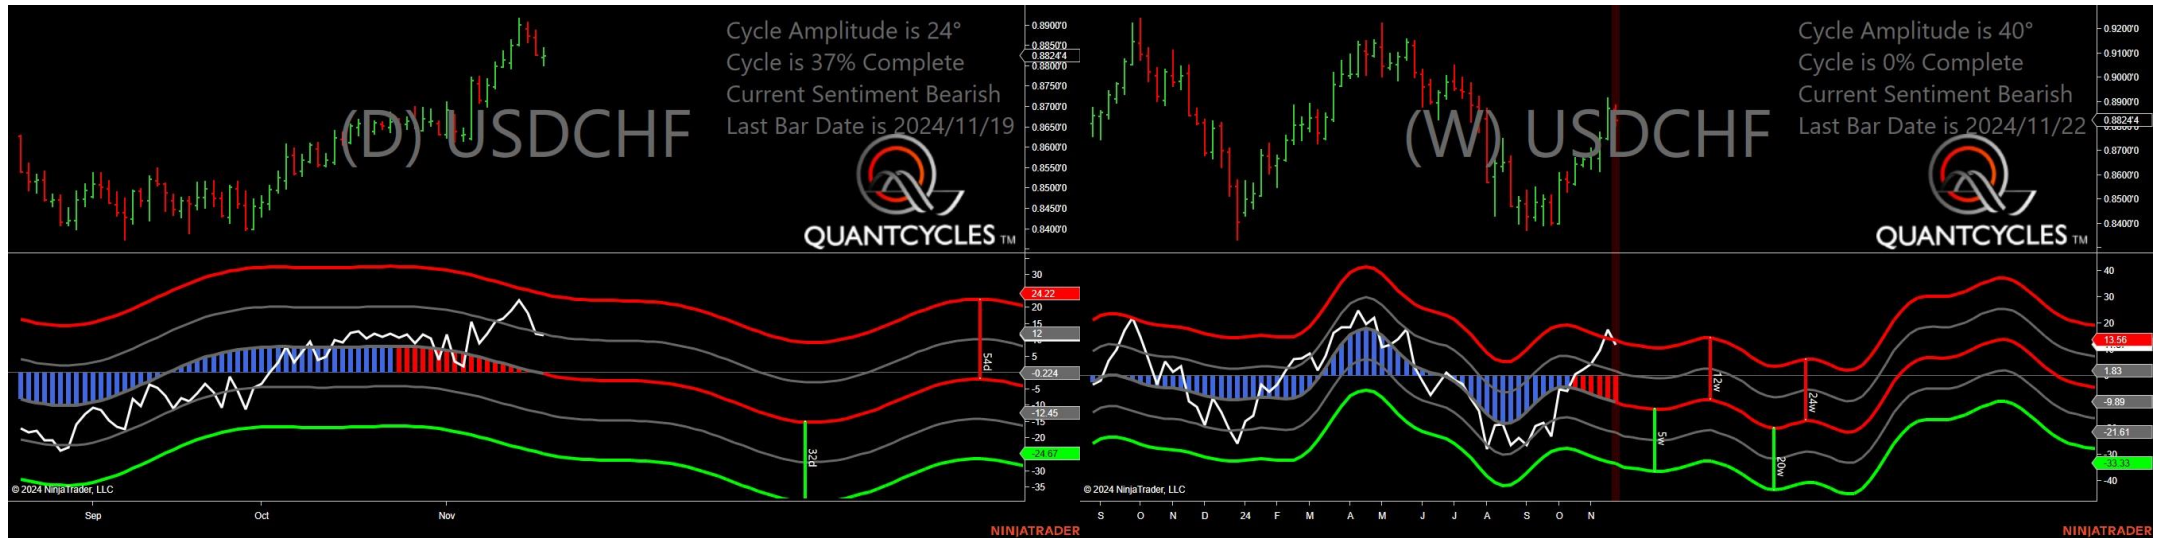 Cycle Amplitude is 24°
Cycle is 37% Complete
Current Sentiment Bearish
Last Bar Date is 2024/11/19
(D) USDCHF
QUANTCYCLES TM
0.8900'0
0.8850'0
0.8824'4
0.8800'0
0.8700'0
0.8650'0
0.8600'0
0.8550'0
0.8500'0
0.8450'0
0.8400'0
30
24.22
20
15
12
5
-0.224
-5
-10
-12.45
-15
-20
-24.67
-30
-35
54d
32d
© 2024 NinjaTrader, LLC
Sep
Oct
Nov
NINJATRADER
Cycle Amplitude is 40°
Cycle is 0% Complete
Current Sentiment Bearish
Last Bar Date is 2024/11/22
(W) USDCHF
QUANTCYCLES TM
0.9200'0
0.9100'0
0.9000'0
0.8900'0
0.8824'4
0.8700'0
0.8600'0
0.8500'0
0.8400'0
40
30
20
13.56
1.83
-9.89
-21.61
-30
-33.33
-40
12w
24w
5w
20w
© 2024 NinjaTrader, LLC
S
O
N
D
24
F
M
A
M
J
J
A
S
O
N
NINJATRADER